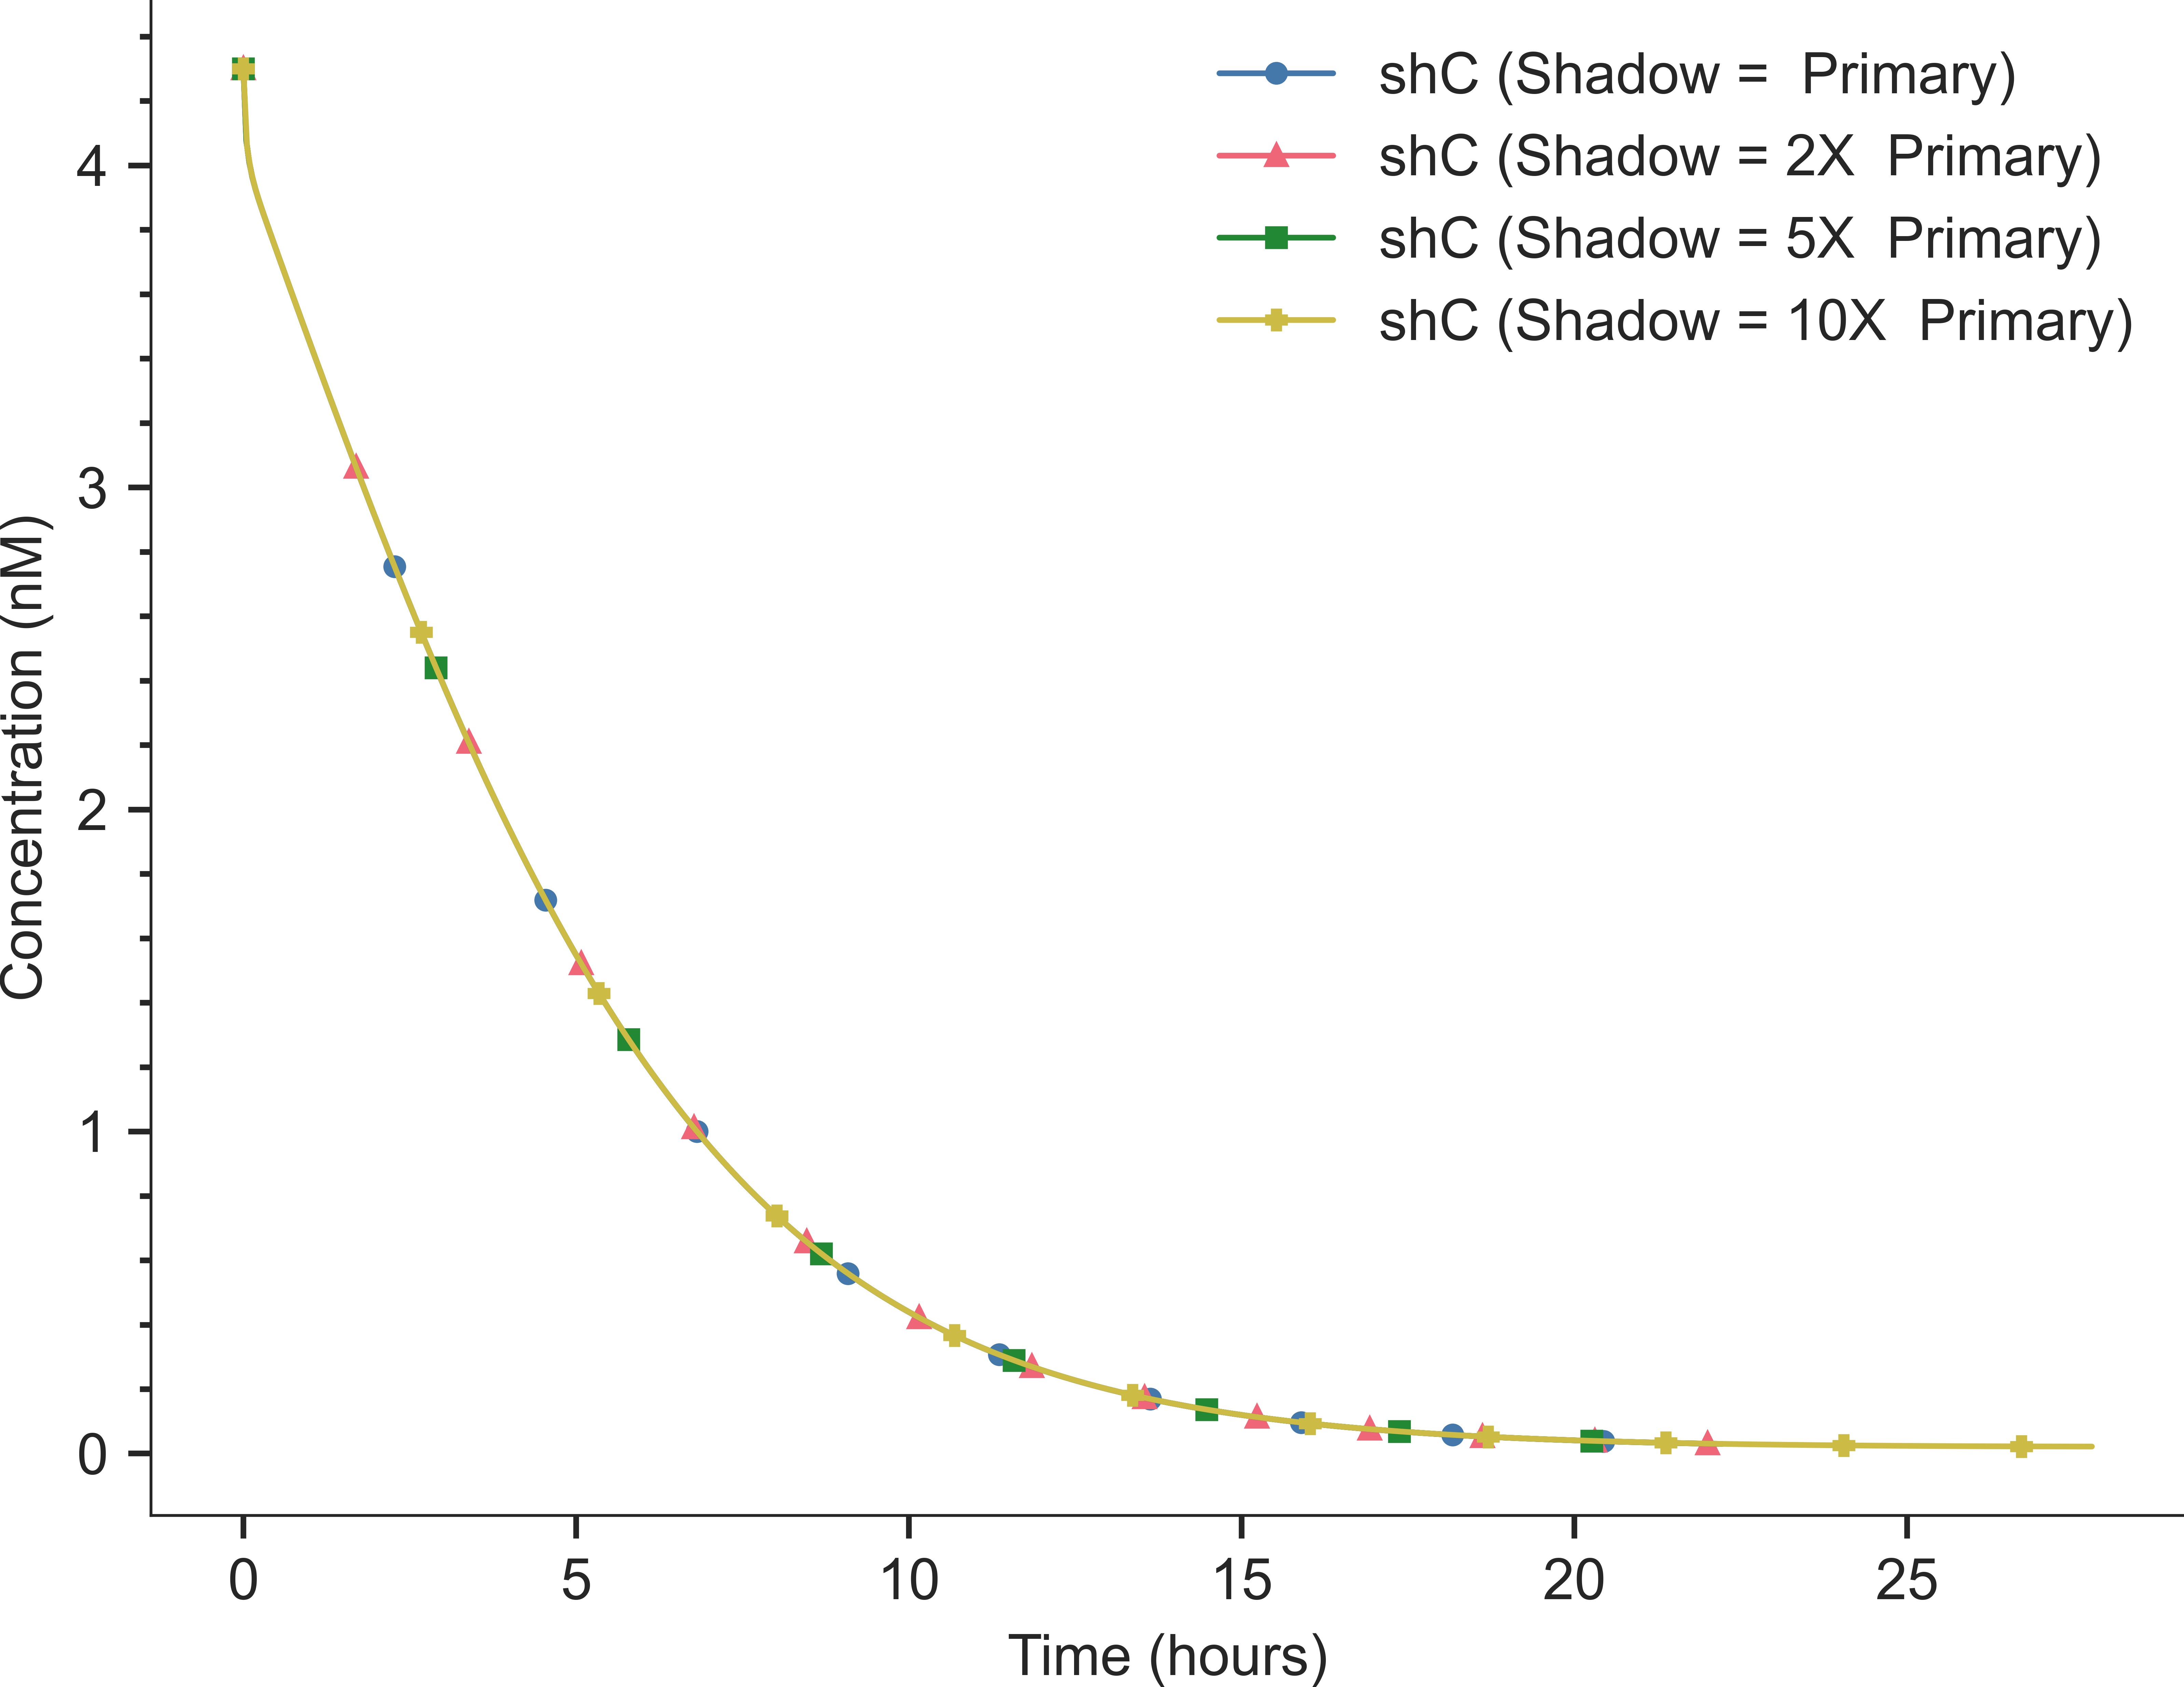 shC (Shadow =  Primary)
shC (Shadow = 2X  Primary)
shC (Shadow = 5X  Primary)
shC (Shadow = 10X  Primary)
Concentration (nM)
4
3
2
1
0
0 5 10 15 20 25
Time (hours)